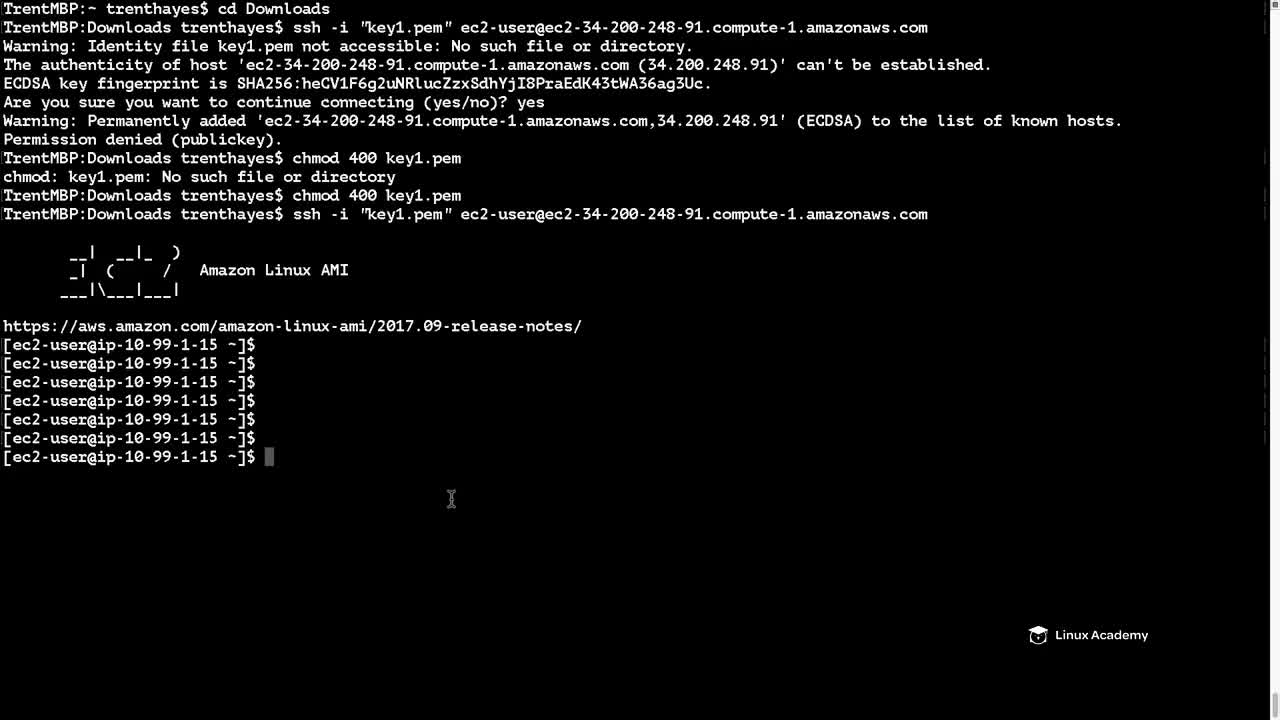 TrentMBP:~ trenthayes$ cd Downloads
TrentMBP:Downloads trenthayes$ ssh -i "key1.pem" ec2-user@ec2-34-200-248-91.compute-1.amazonaws.com
Warning: Identity file key1.pem not accessible: No such file or directory.
The authenticity of host 'ec2-34-200-248-91.compute-1.amazonaws.com (34.200.248.91)' can't be established.
ECDSA key fingerprint is SHA256:heCV1F6g2uNRlucZzxSdhYjI8PraEdK43tWA36ag3Uc.
Are you sure you want to continue connecting (yes/no)? yes
Warning: Permanently added 'ec2-34-200-248-91.compute-1.amazonaws.com,34.200.248.91' (ECDSA) to the list of known hosts.
Permission denied (publickey).
TrentMBP:Downloads trenthayes$ chmod 400 key1.pem
chmod: key1.pem: No such file or directory
TrentMBP:Downloads trenthayes$ chmod 400 key1.pem
TrentMBP:Downloads trenthayes$ ssh -i "key1.pem" ec2-user@ec2-34-200-248-91.compute-1.amazonaws.com
       __|  __|_  )
       _|  (     /   Amazon Linux AMI
      ___|\___|___|
https://aws.amazon.com/amazon-linux-ami/2017.09-release-notes/
[ec2-user@ip-10-99-1-15 ~]$
[ec2-user@ip-10-99-1-15 ~]$
[ec2-user@ip-10-99-1-15 ~]$
[ec2-user@ip-10-99-1-15 ~]$
[ec2-user@ip-10-99-1-15 ~]$
[ec2-user@ip-10-99-1-15 ~]$
[ec2-user@ip-10-99-1-15 ~]$
Linux Academy